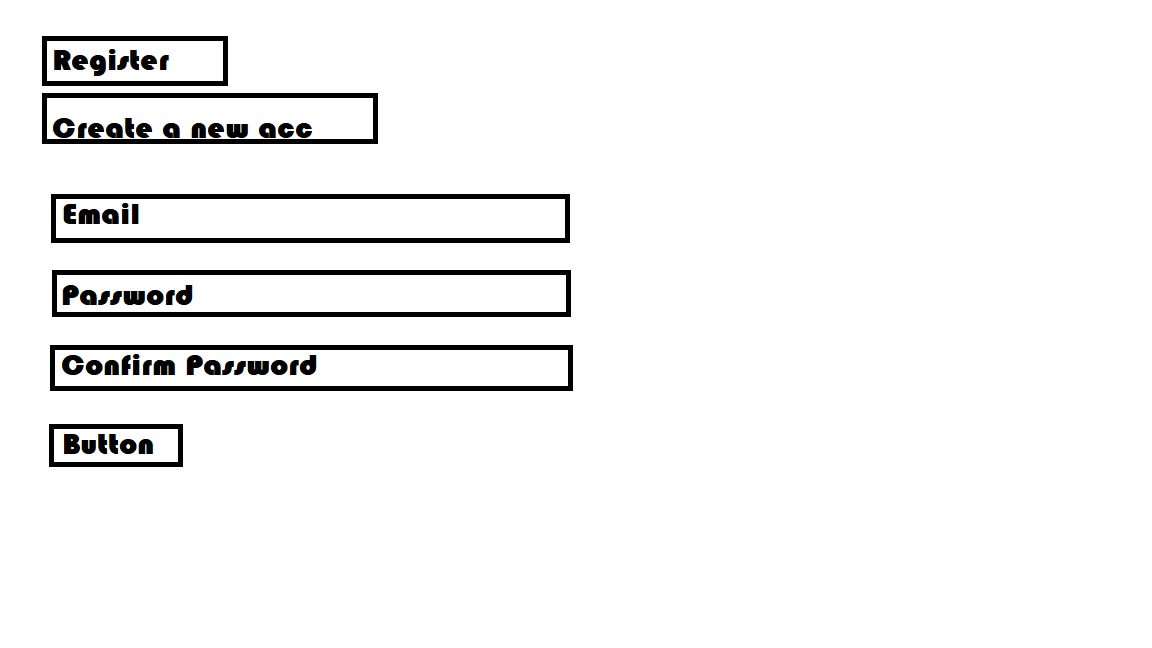 Register
Create a new acc
Email
Password
Confirm Password
Button